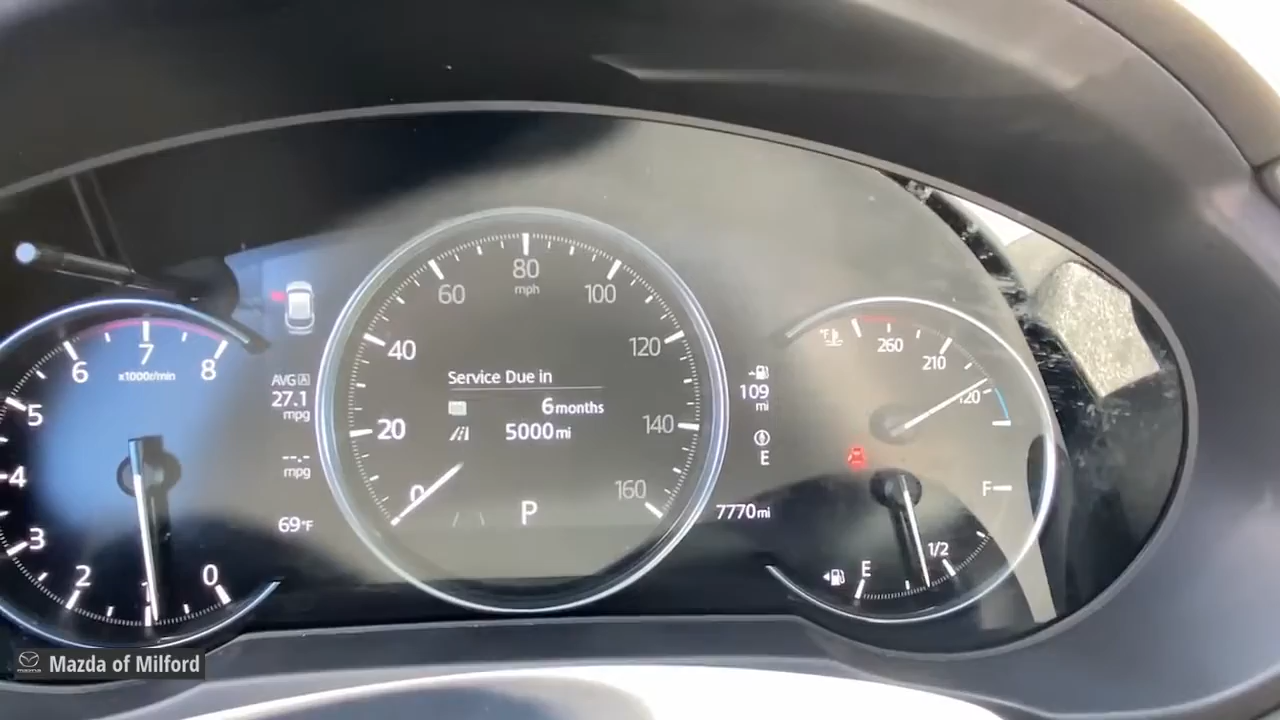 80
mph
60
100
40
120
20
140
0
160
Service Due in
6 months
5000 mi
P
8
7
6
5
4
3
2
1
0
x1000r/min
AVG A
27.1
mpg
--.-
mpg
69°F
109
mi
E
7770 mi
°F
260
210
120
F
1/2
E
Mazda of Milford